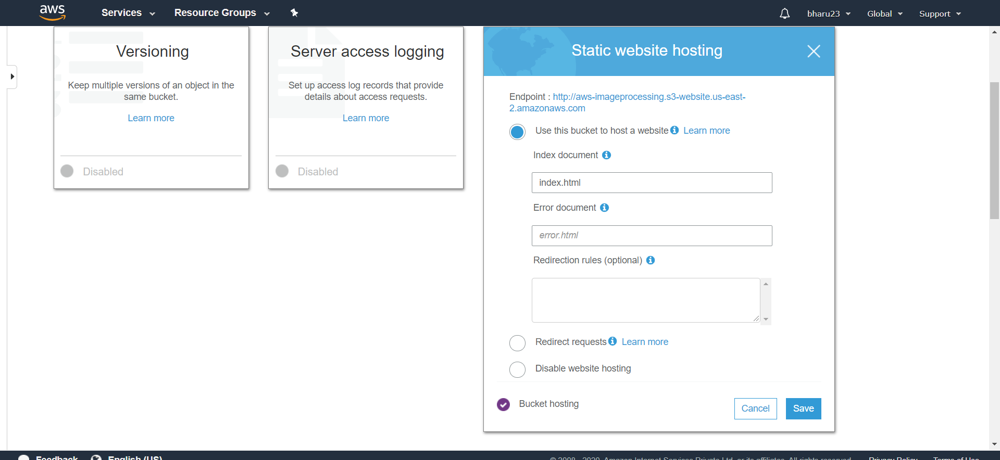 aws
Services
Resource Groups
bharu23
Global
Support
Versioning
Keep multiple versions of an object in the
same bucket.
Learn more
Disabled
Server access logging
Set up access log records that provide
details about access requests.
Learn more
Disabled
Static website hosting
Endpoint : http://aws-imageprocessing.s3-website.us-east-
2.amazonaws.com
Use this bucket to host a website Learn more
Index document
index.html
Error document
error.html
Redirection rules (optional)
Redirect requests Learn more
Disable website hosting
Bucket hosting
Cancel
Save
Feedback
English (US)
© 2008 - 2020, Amazon Internet Services Private Ltd. or its affiliates. All rights reserved.
Privacy Policy
Terms of Use